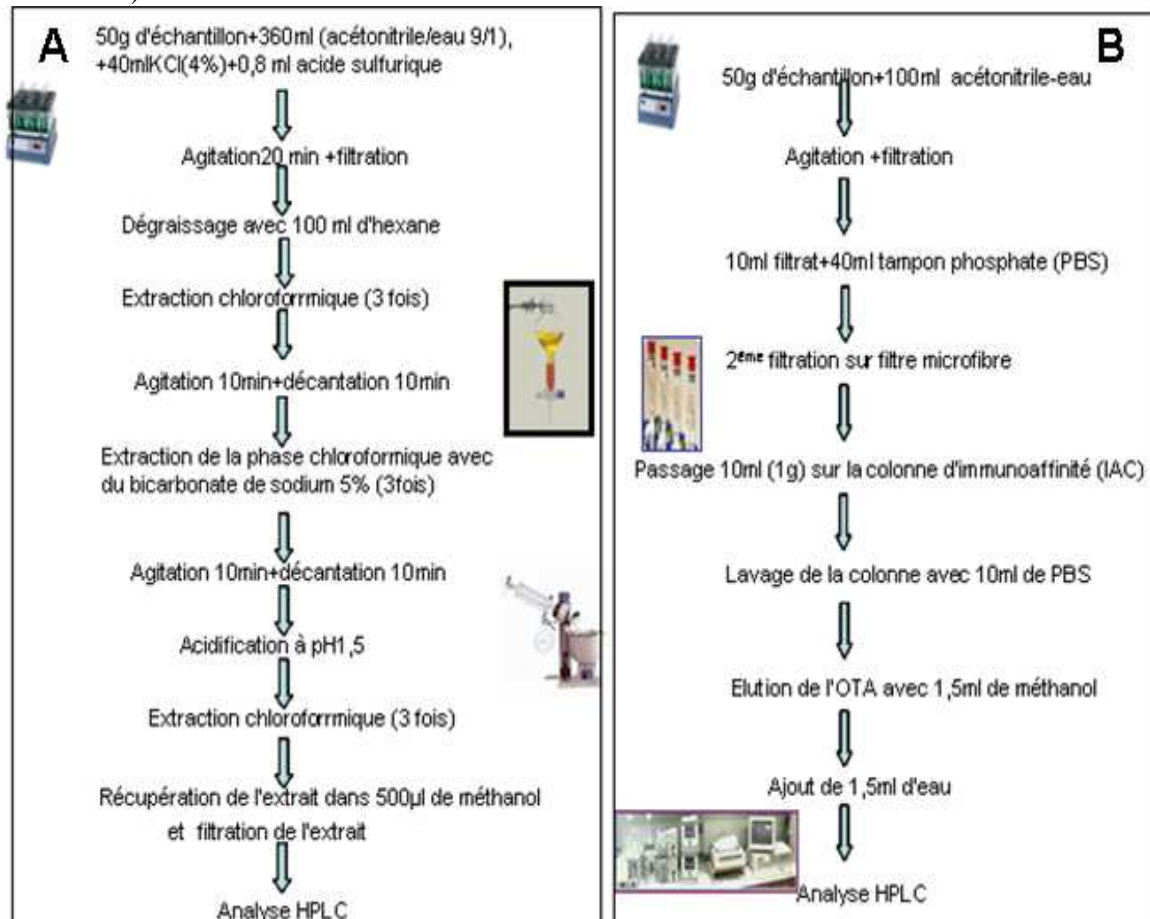 A
50g d'échantillon+360ml (acétonitrile/eau 9/1),
+40mlKCl(4%)+0,8 ml acide sulfurique
Agitation20 min +filtration
Dégraissage avec 100 ml d'hexane
Extraction chloroforrmique (3 fois)
Agitation 10min+décantation 10min
Extraction de la phase chloroformique avec
du bicarbonate de sodium 5% (3fois)
Agitation 10min+décantation 10min
Acidification à pH1,5
Extraction chloroforrmique (3 fois)
Récupération de l'extrait dans 500µl de méthanol
et filtration de l'extrait
Analyse HPLC
B
50g d'échantillon+100ml acétonitrile-eau
Agitation +filtration
10ml filtrat+40ml tampon phosphate (PBS)
2ème filtration sur filtre microfibre
Passage 10ml (1g) sur la colonne d'immunoaffinité (IAC)
Lavage de la colonne avec 10ml de PBS
Elution de l'OTA avec 1,5ml de méthanol
Ajout de 1,5ml d'eau
Analyse HPLC